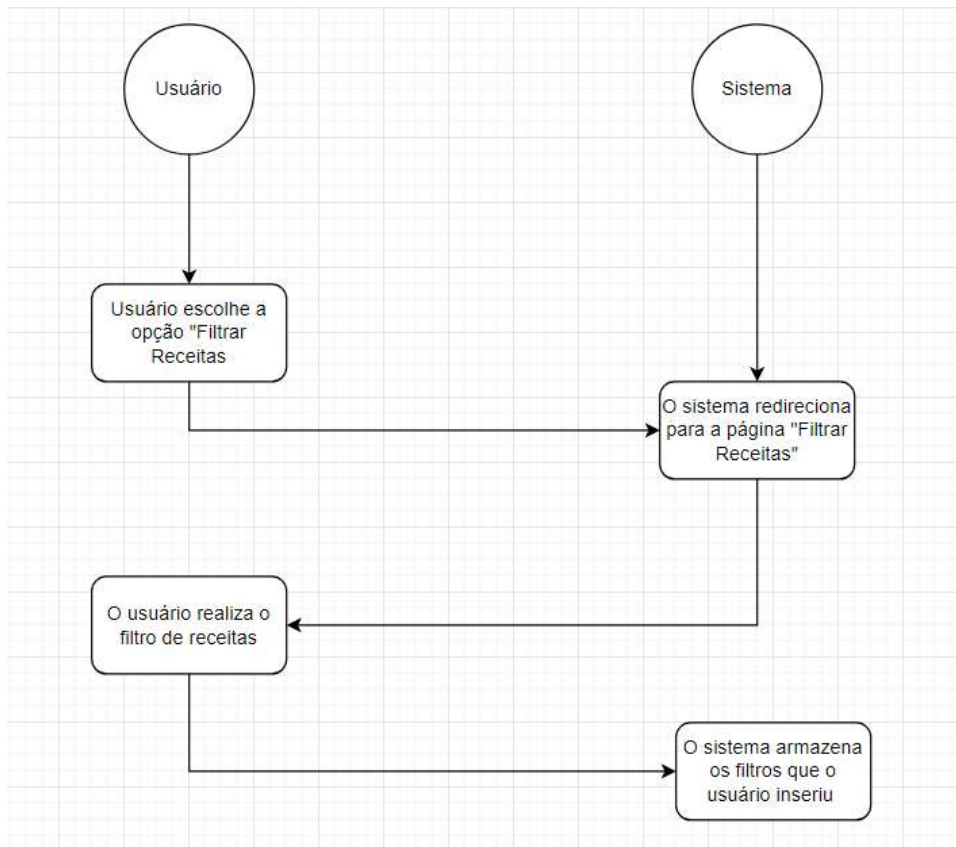 Usuário
Sistema
Usuário escolhe a
opção "Filtrar
Receitas
O sistema redireciona
para a página "Filtrar
Receitas"
O usuário realiza o
filtro de receitas
O sistema armazena
os filtros que o
usuário inseriu